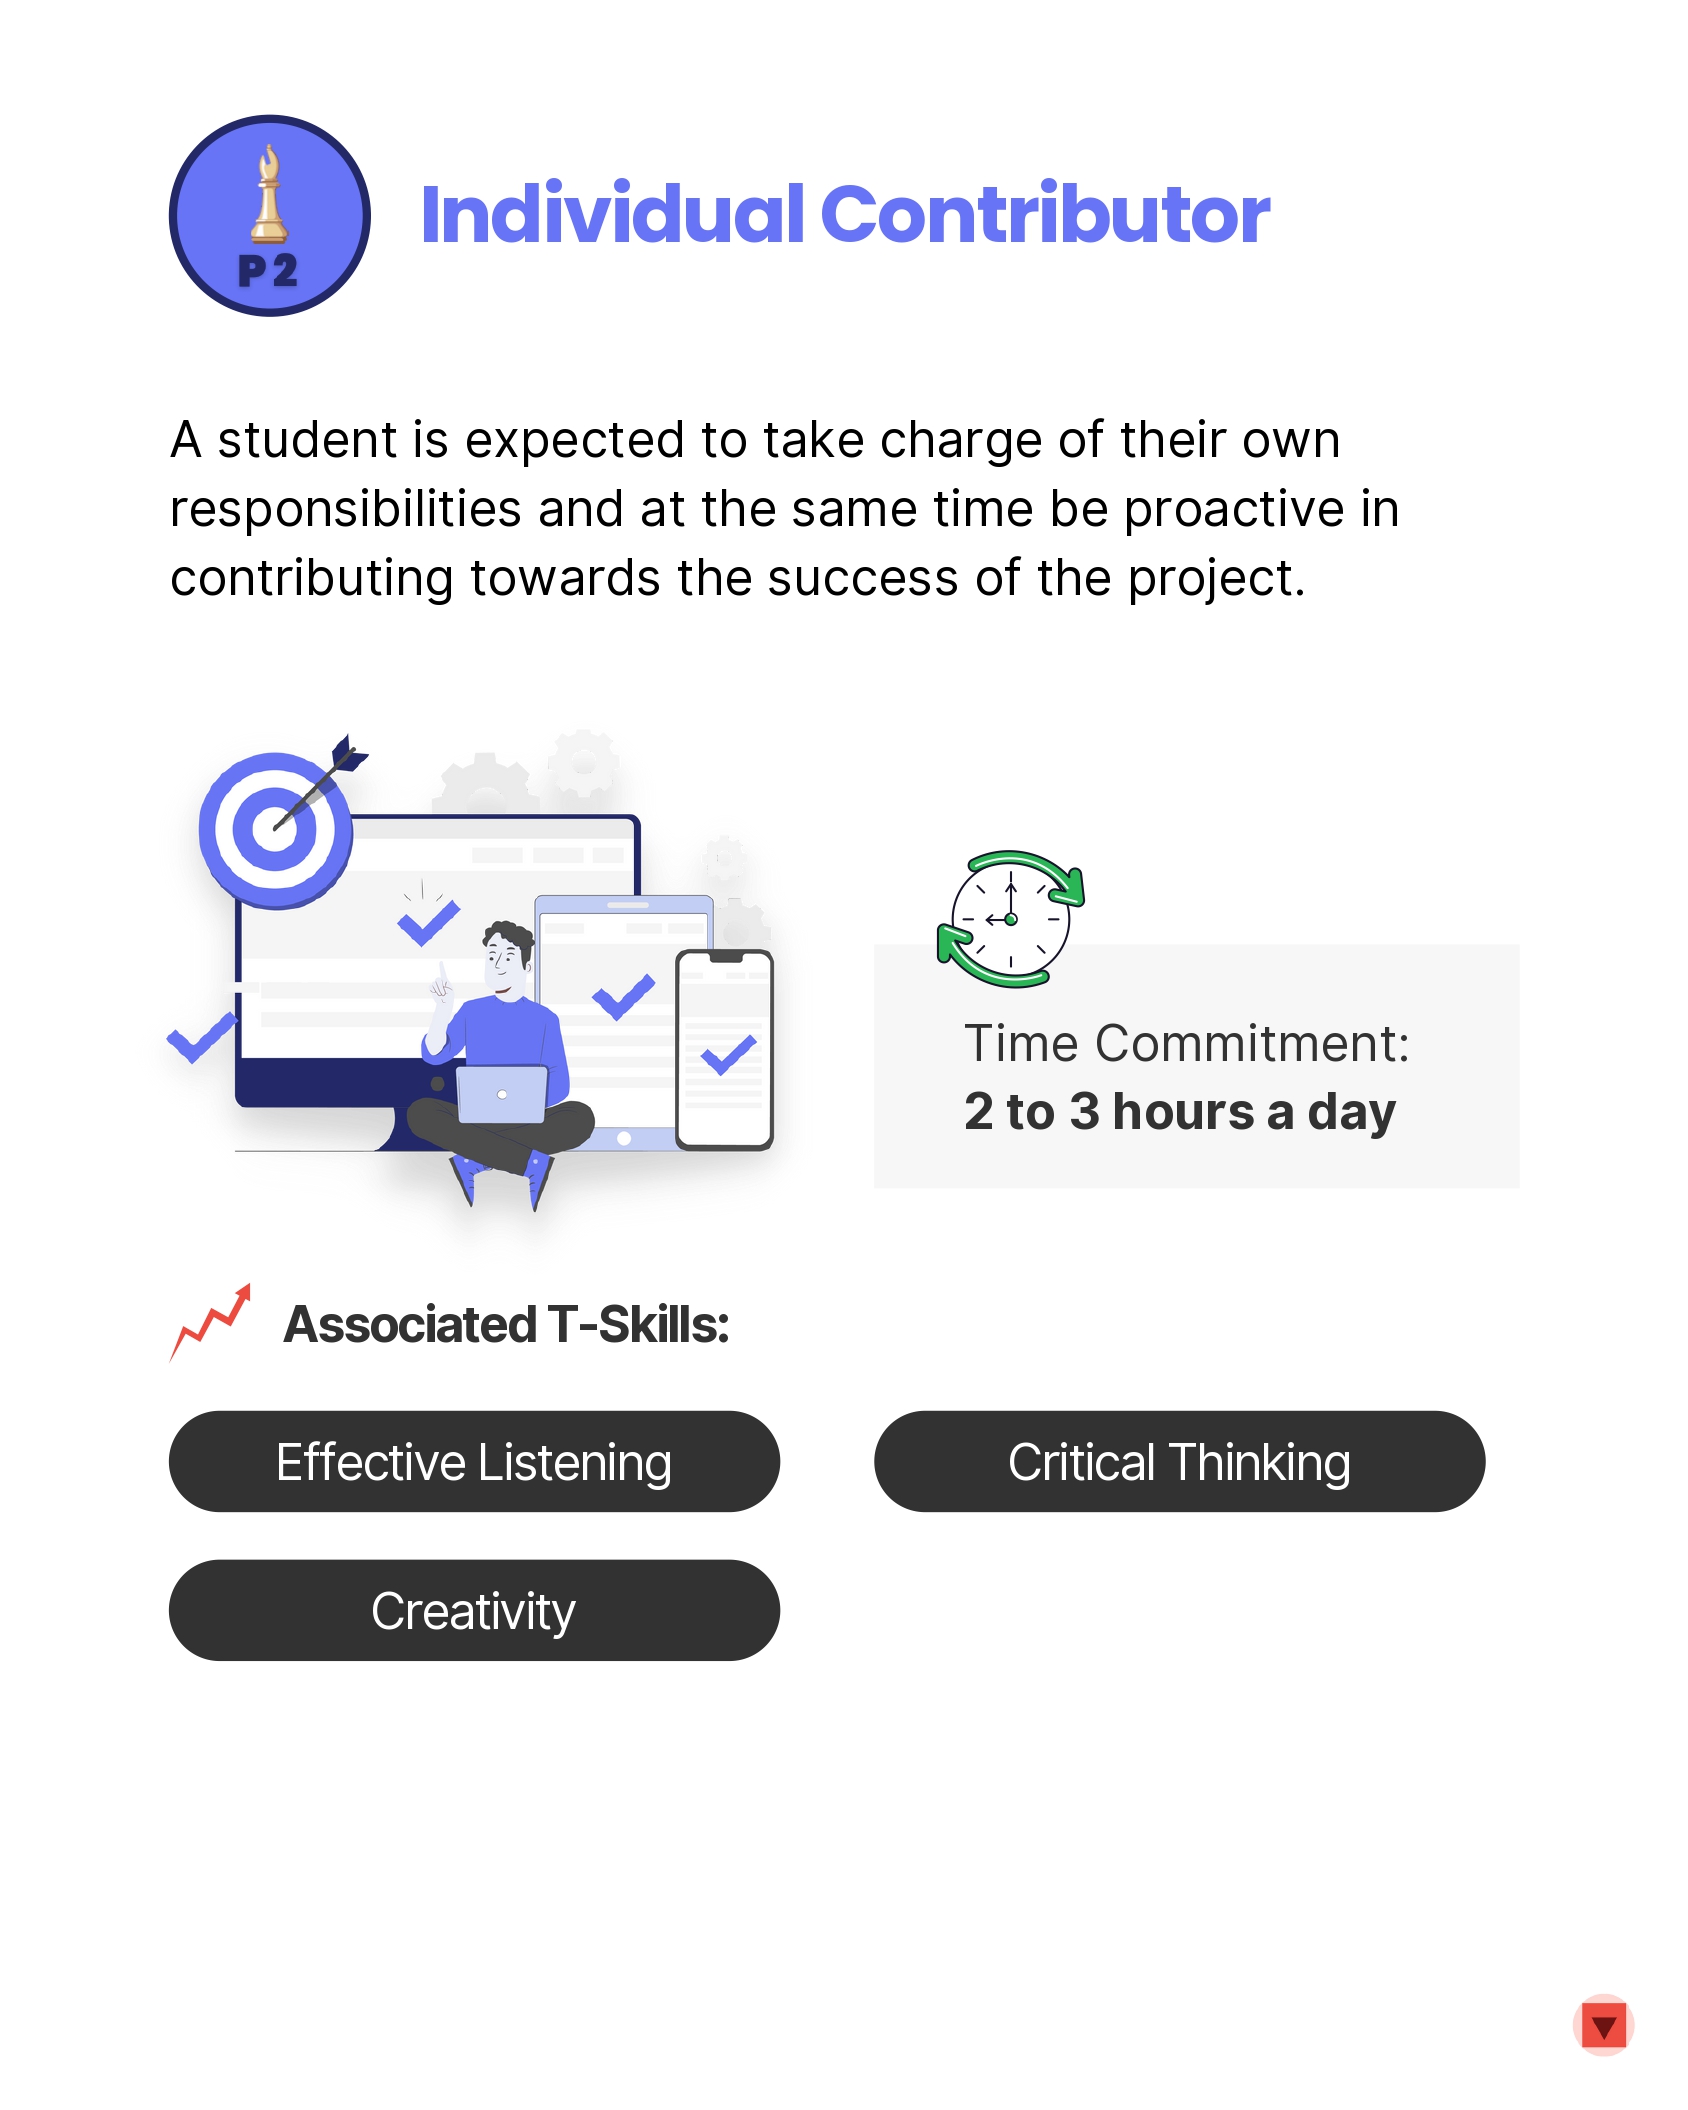 P2
Individual Contributor
A student is expected to take charge of their own
responsibilities and at the same time be proactive in
contributing towards the success of the project.
Time Commitment:
2 to 3 hours a day
Associated T-Skills:
Effective Listening
Critical Thinking
Creativity